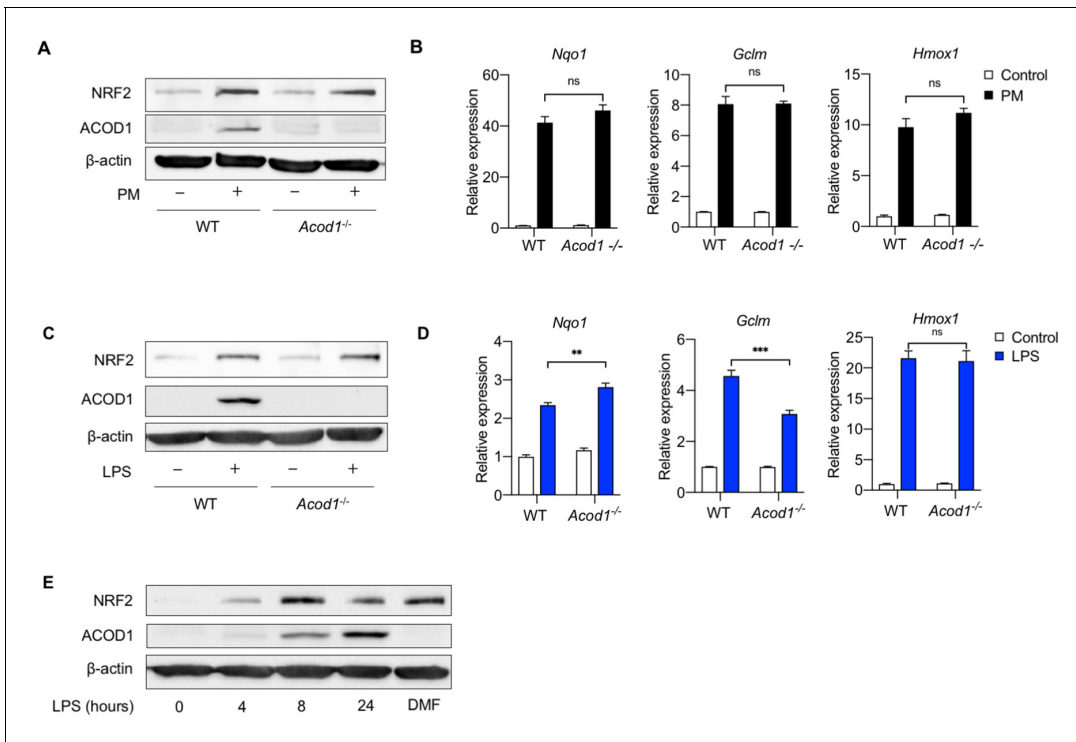 A
NRF2
ACOD1
β-actin
PM
– + – +
WT Acod1-/-
B
Nqo1
Relative expression
60
40
20
0
ns
WT Acod1 -/-
Gclm
Relative expression
10
8
6
4
2
0
ns
WT Acod1 -/-
Hmox1
Relative expression
15
10
5
0
ns
WT Acod1 -/-
Control
PM
C
NRF2
ACOD1
β-actin
LPS
– + – +
WT Acod1-/-
D
Nqo1
Relative expression
4
3
2
1
0
**
WT Acod1-/-
Gclm
Relative expression
6
4
2
0
***
WT Acod1-/-
Hmox1
Relative expression
25
20
15
10
5
0
ns
WT Acod1-/-
Control
LPS
E
NRF2
ACOD1
β-actin
LPS (hours) 0 4 8 24 DMF